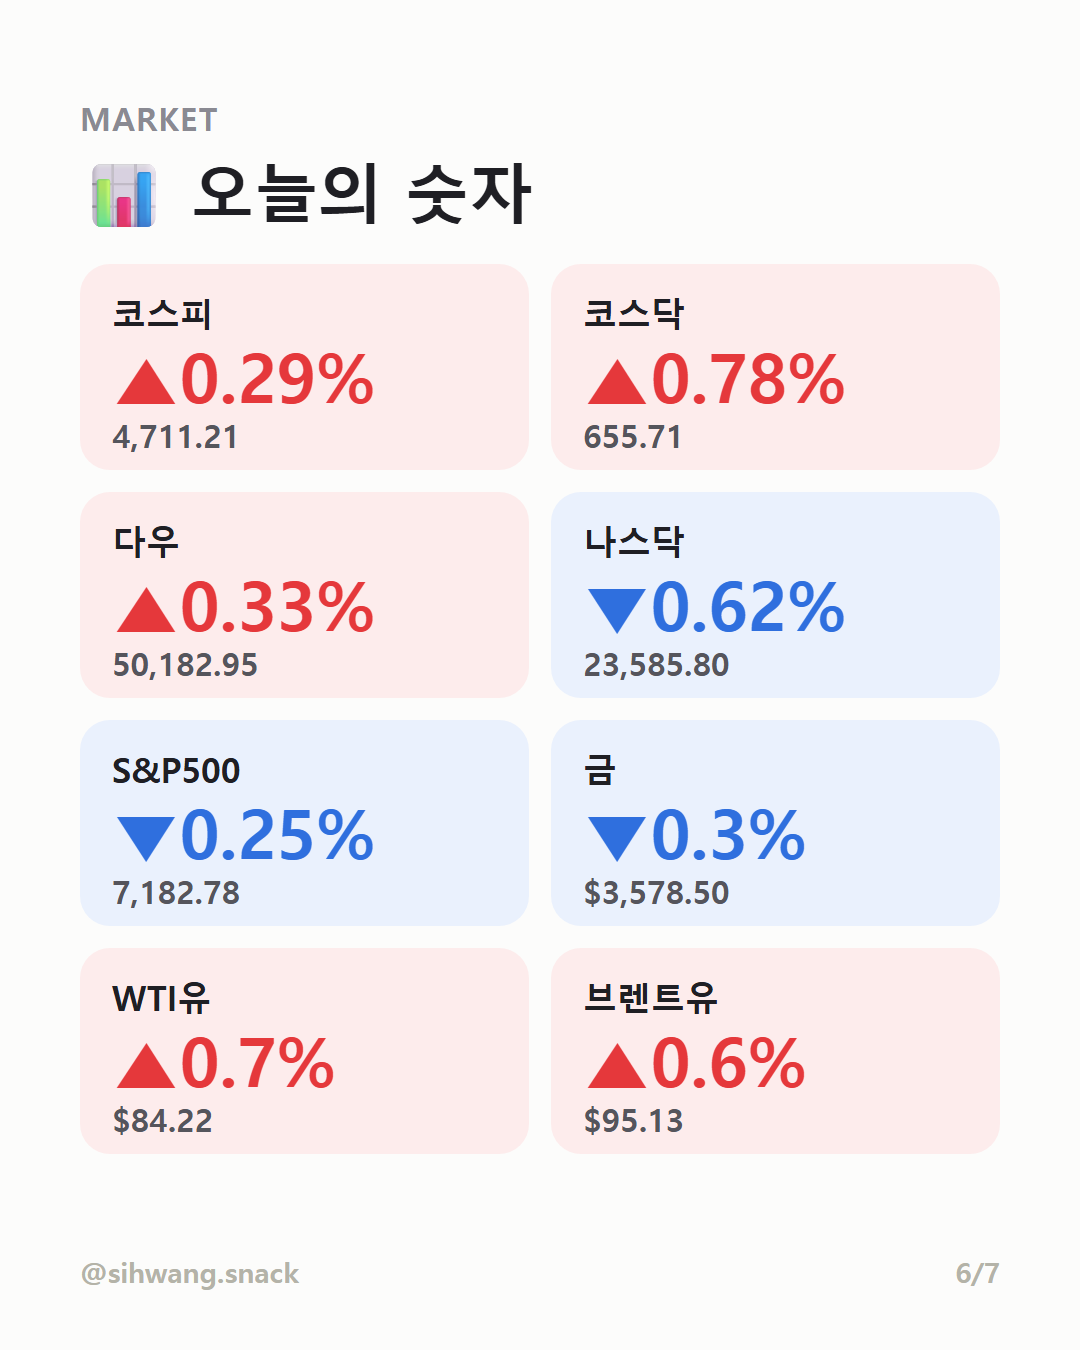 MARKET
오늘의 숫자
코스피
▲0.29%
4,711.21
코스닥
▲0.78%
655.71
다우
▲0.33%
50,182.95
나스닥
▼0.62%
23,585.80
S&P500
▼0.25%
7,182.78
금
▼0.3%
$3,578.50
WTI유
▲0.7%
$84.22
브렌트유
▲0.6%
$95.13
@sihwang.snack
6/7